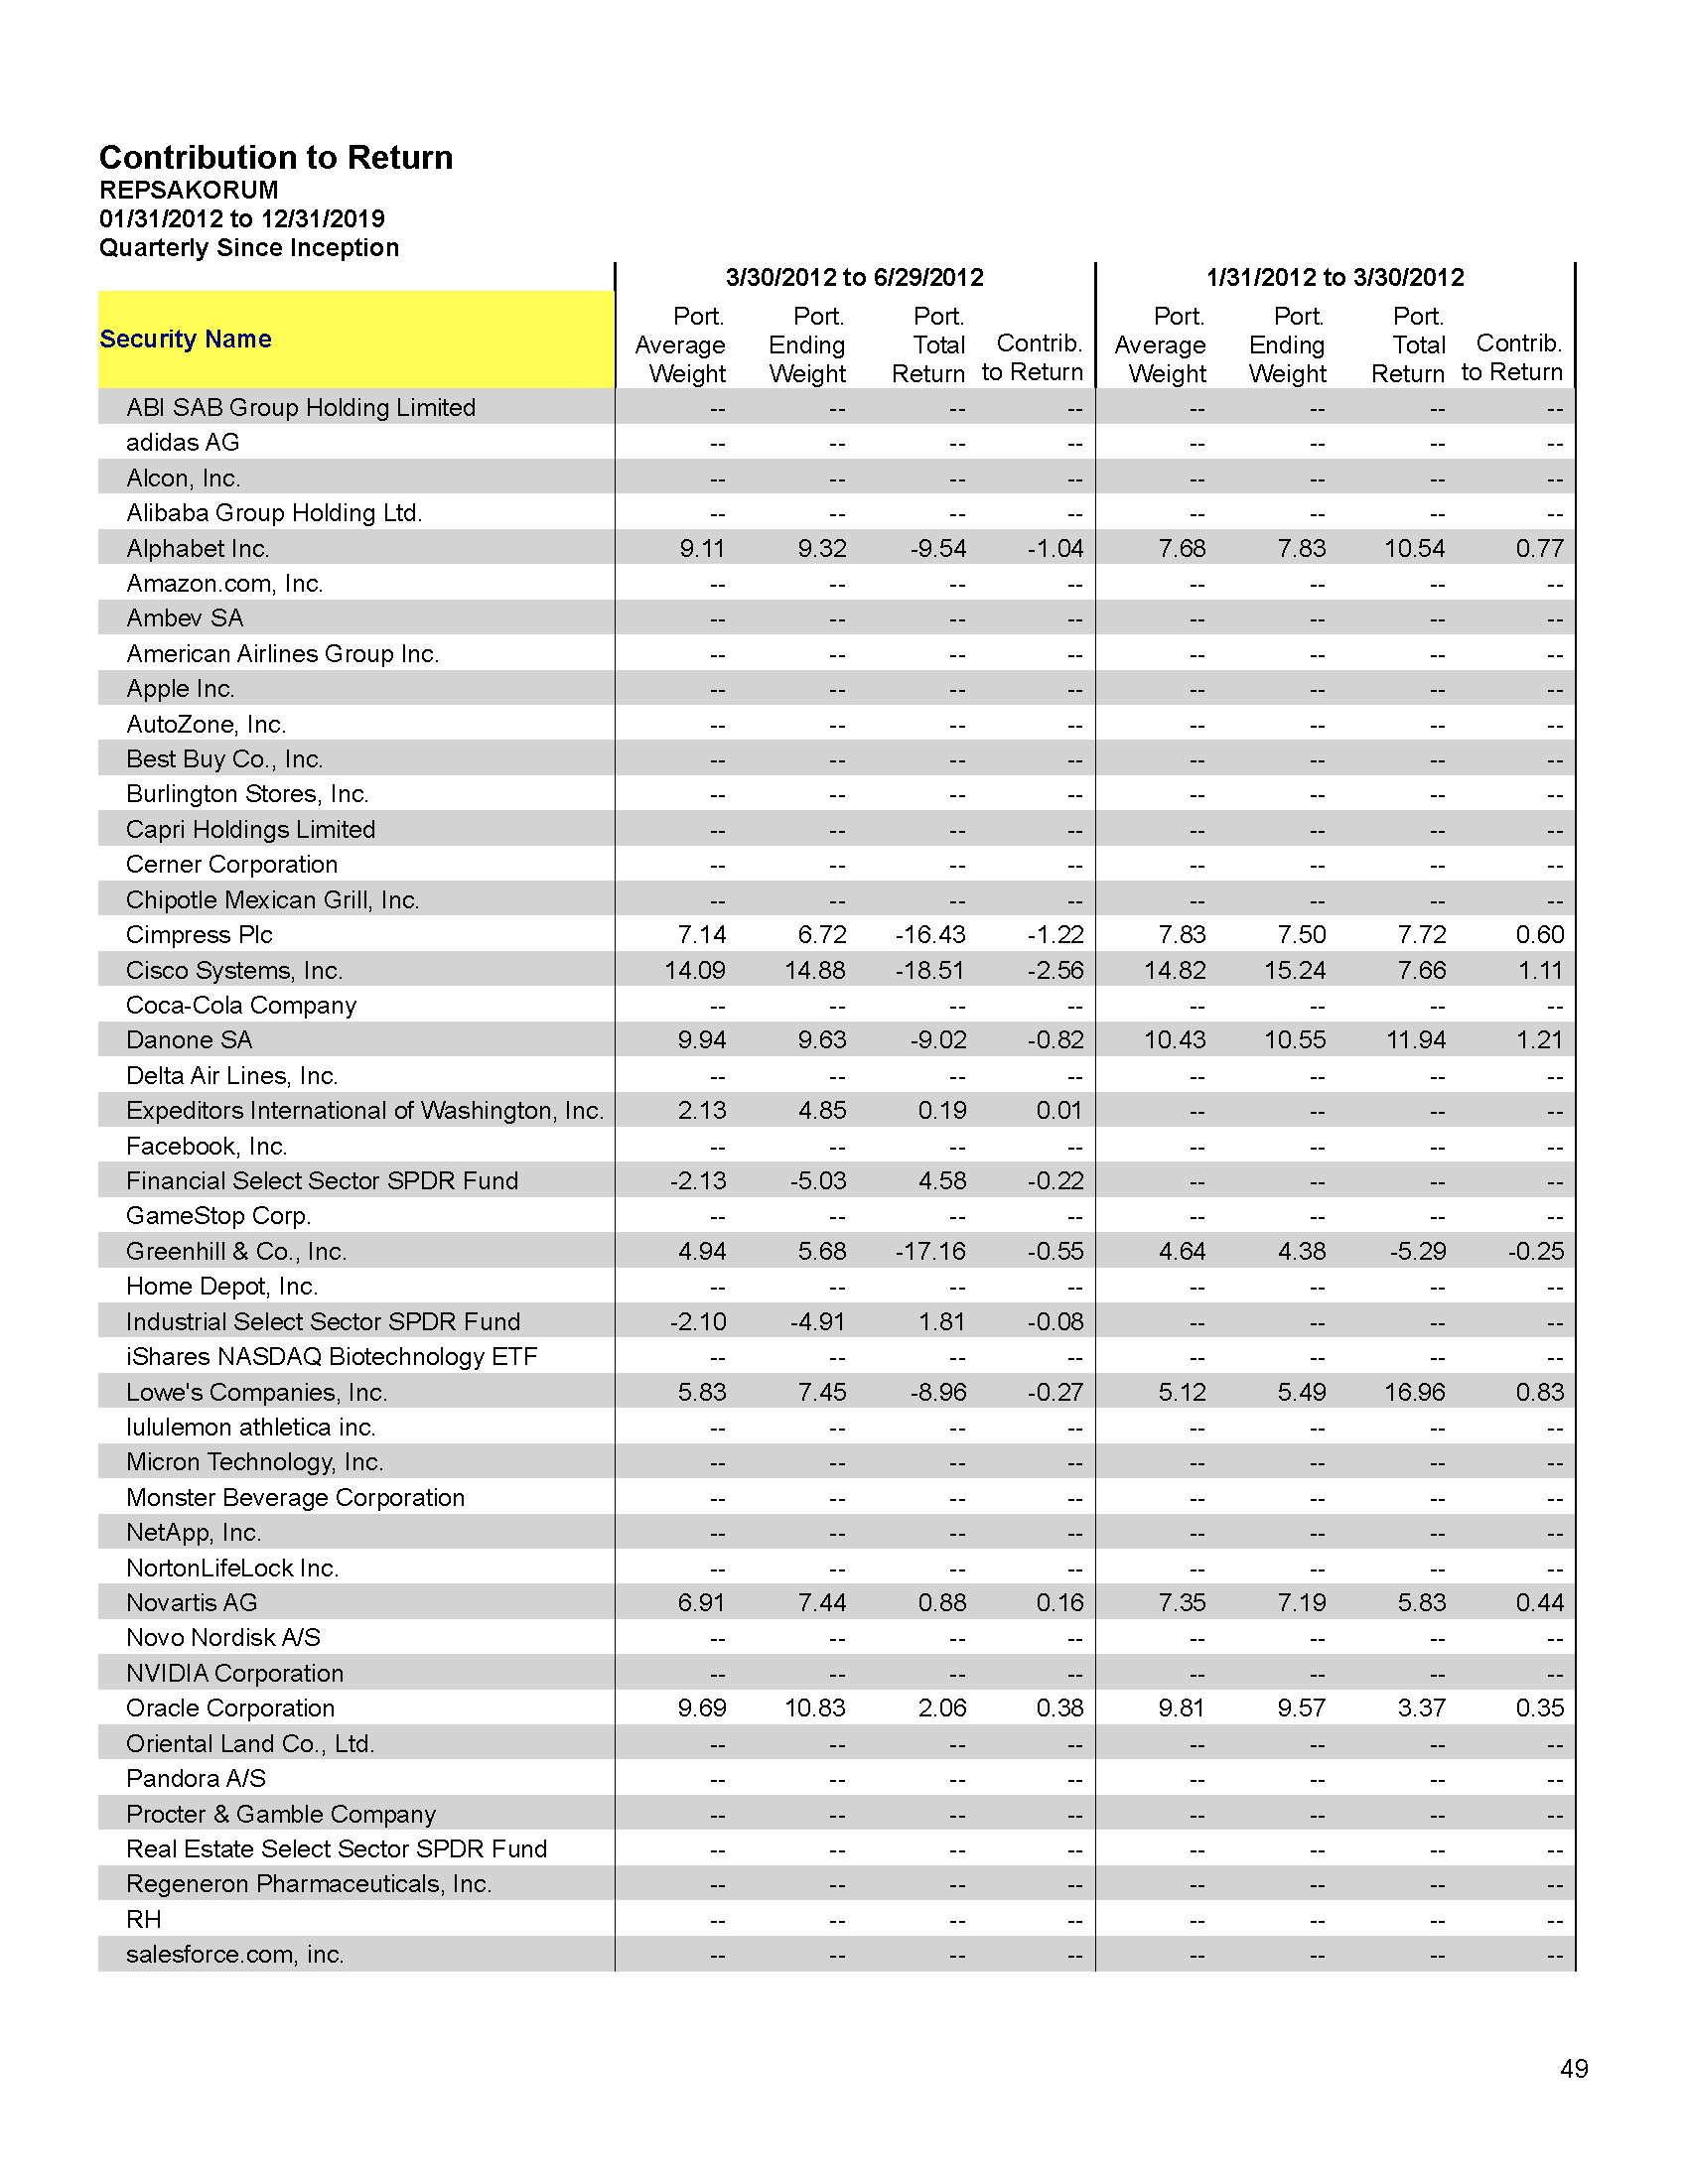 Contribution to Return
REPSAKORUM
01/31/2012 to 12/31/2019
Quarterly Since Inception
3/30/2012 to 6/29/2012 1/31/2012 to 3/30/2012
Security Name Port. Average Weight Port. Ending Weight Port. Total Return Contrib. to Return Port. Average Weight Port. Ending Weight Port. Total Return Contrib. to Return
ABI SAB Group Holding Limited -- -- -- -- -- -- -- --
adidas AG -- -- -- -- -- -- -- --
Alcon, Inc. -- -- -- -- -- -- -- --
Alibaba Group Holding Ltd. -- -- -- -- -- -- -- --
Alphabet Inc. 9.11 9.32 -9.54 -1.04 7.68 7.83 10.54 0.77
Amazon.com, Inc. -- -- -- -- -- -- -- --
Ambev SA -- -- -- -- -- -- -- --
American Airlines Group Inc. -- -- -- -- -- -- -- --
Apple Inc. -- -- -- -- -- -- -- --
AutoZone, Inc. -- -- -- -- -- -- -- --
Best Buy Co., Inc. -- -- -- -- -- -- -- --
Burlington Stores, Inc. -- -- -- -- -- -- -- --
Capri Holdings Limited -- -- -- -- -- -- -- --
Cerner Corporation -- -- -- -- -- -- -- --
Chipotle Mexican Grill, Inc. -- -- -- -- -- -- -- --
Cimpress Plc 7.14 6.72 -16.43 -1.22 7.83 7.50 7.72 0.60
Cisco Systems, Inc. 14.09 14.88 -18.51 -2.56 14.82 15.24 7.66 1.11
Coca-Cola Company -- -- -- -- -- -- -- --
Danone SA 9.94 9.63 -9.02 -0.82 10.43 10.55 11.94 1.21
Delta Air Lines, Inc. -- -- -- -- -- -- -- --
Expeditors International of Washington, Inc. 2.13 4.85 0.19 0.01 -- -- -- --
Facebook, Inc. -- -- -- -- -- -- -- --
Financial Select Sector SPDR Fund -2.13 -5.03 4.58 -0.22 -- -- -- --
GameStop Corp. -- -- -- -- -- -- -- --
Greenhill & Co., Inc. 4.94 5.68 -17.16 -0.55 4.64 4.38 -5.29 -0.25
Home Depot, Inc. -- -- -- -- -- -- -- --
Industrial Select Sector SPDR Fund -2.10 -4.91 1.81 -0.08 -- -- -- --
iShares NASDAQ Biotechnology ETF -- -- -- -- -- -- -- --
Lowe's Companies, Inc. 5.83 7.45 -8.96 -0.27 5.12 5.49 16.96 0.83
lululemon athletica inc. -- -- -- -- -- -- -- --
Micron Technology, Inc. -- -- -- -- -- -- -- --
Monster Beverage Corporation -- -- -- -- -- -- -- --
NetApp, Inc. -- -- -- -- -- -- -- --
NortonLifeLock Inc. -- -- -- -- -- -- -- --
Novartis AG 6.91 7.44 0.88 0.16 7.35 7.19 5.83 0.44
Novo Nordisk A/S -- -- -- -- -- -- -- --
NVIDIA Corporation -- -- -- -- -- -- -- --
Oracle Corporation 9.69 10.83 2.06 0.38 9.81 9.57 3.37 0.35
Oriental Land Co., Ltd. -- -- -- -- -- -- -- --
Pandora A/S -- -- -- -- -- -- -- --
Procter & Gamble Company -- -- -- -- -- -- -- --
Real Estate Select Sector SPDR Fund -- -- -- -- -- -- -- --
Regeneron Pharmaceuticals, Inc. -- -- -- -- -- -- -- --
RH -- -- -- -- -- -- -- --
salesforce.com, inc. -- -- -- -- -- -- -- --
49